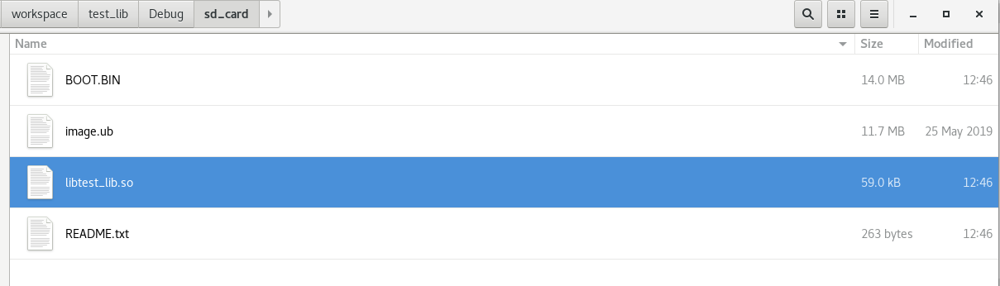 workspace test_lib Debug sd_card
Name Size Modified
BOOT.BIN 14.0 MB 12:46
image.ub 11.7 MB 25 May 2019
libtest_lib.so 59.0 kB 12:46
README.txt 263 bytes 12:46